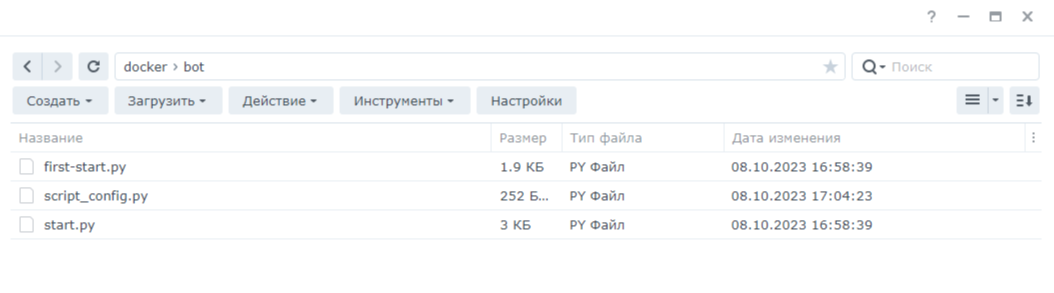 ?
docker > bot
Поиск
Создать Загрузить Действие Инструменты Настройки
Название Размер Тип файла Дата изменения
first-start.py 1.9 КБ PY Файл 08.10.2023 16:58:39
script_config.py 252 Б... PY Файл 08.10.2023 17:04:23
start.py 3 КБ PY Файл 08.10.2023 16:58:39